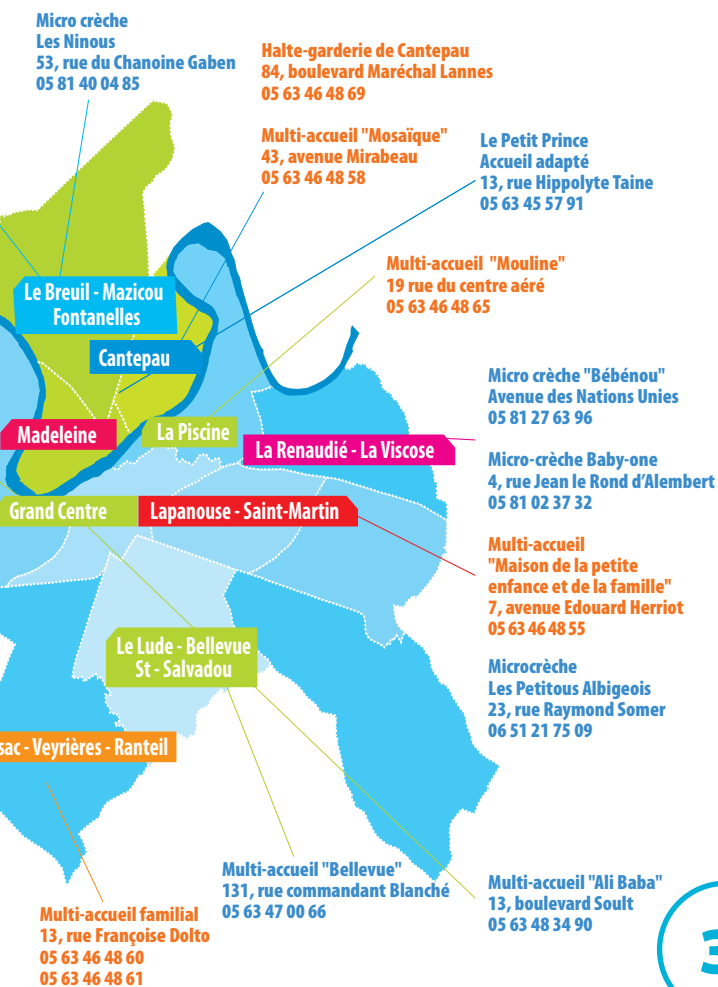 Micro crèche
Les Ninous
53, rue du Chanoine Gaben
05 81 40 04 85
Halte-garderie de Cantepau
84, boulevard Maréchal Lannes
05 63 46 48 69
Multi-accueil "Mosaïque"
43, avenue Mirabeau
05 63 46 48 58
Le Petit Prince
Accueil adapté
13, rue Hippolyte Taine
05 63 45 57 91
Multi-accueil "Mouline"
19 rue du centre aéré
05 63 46 48 65
Le Breuil - Mazicou
Fontanelles
Cantepau
Madeleine
La Piscine
La Renaudié - La Viscose
Micro crèche "Bébénou"
Avenue des Nations Unies
05 81 27 63 96
Micro-crèche Baby-one
4, rue Jean le Rond d'Alembert
05 81 02 37 32
Grand Centre
Lapanouse - Saint-Martin
Multi-accueil
"Maison de la petite
enfance et de la famille"
7, avenue Edouard Herriot
05 63 46 48 55
Le Lude - Bellevue
St - Salvadou
Microcrèche
Les Petitous Albigeois
23, rue Raymond Somer
06 51 21 75 09
sac - Veyrières - Ranteil
Multi-accueil "Bellevue"
131, rue commandant Blanché
05 63 47 00 66
Multi-accueil "Ali Baba"
13, boulevard Soult
05 63 48 34 90
Multi-accueil familial
13, rue Françoise Dolto
05 63 46 48 60
05 63 46 48 61